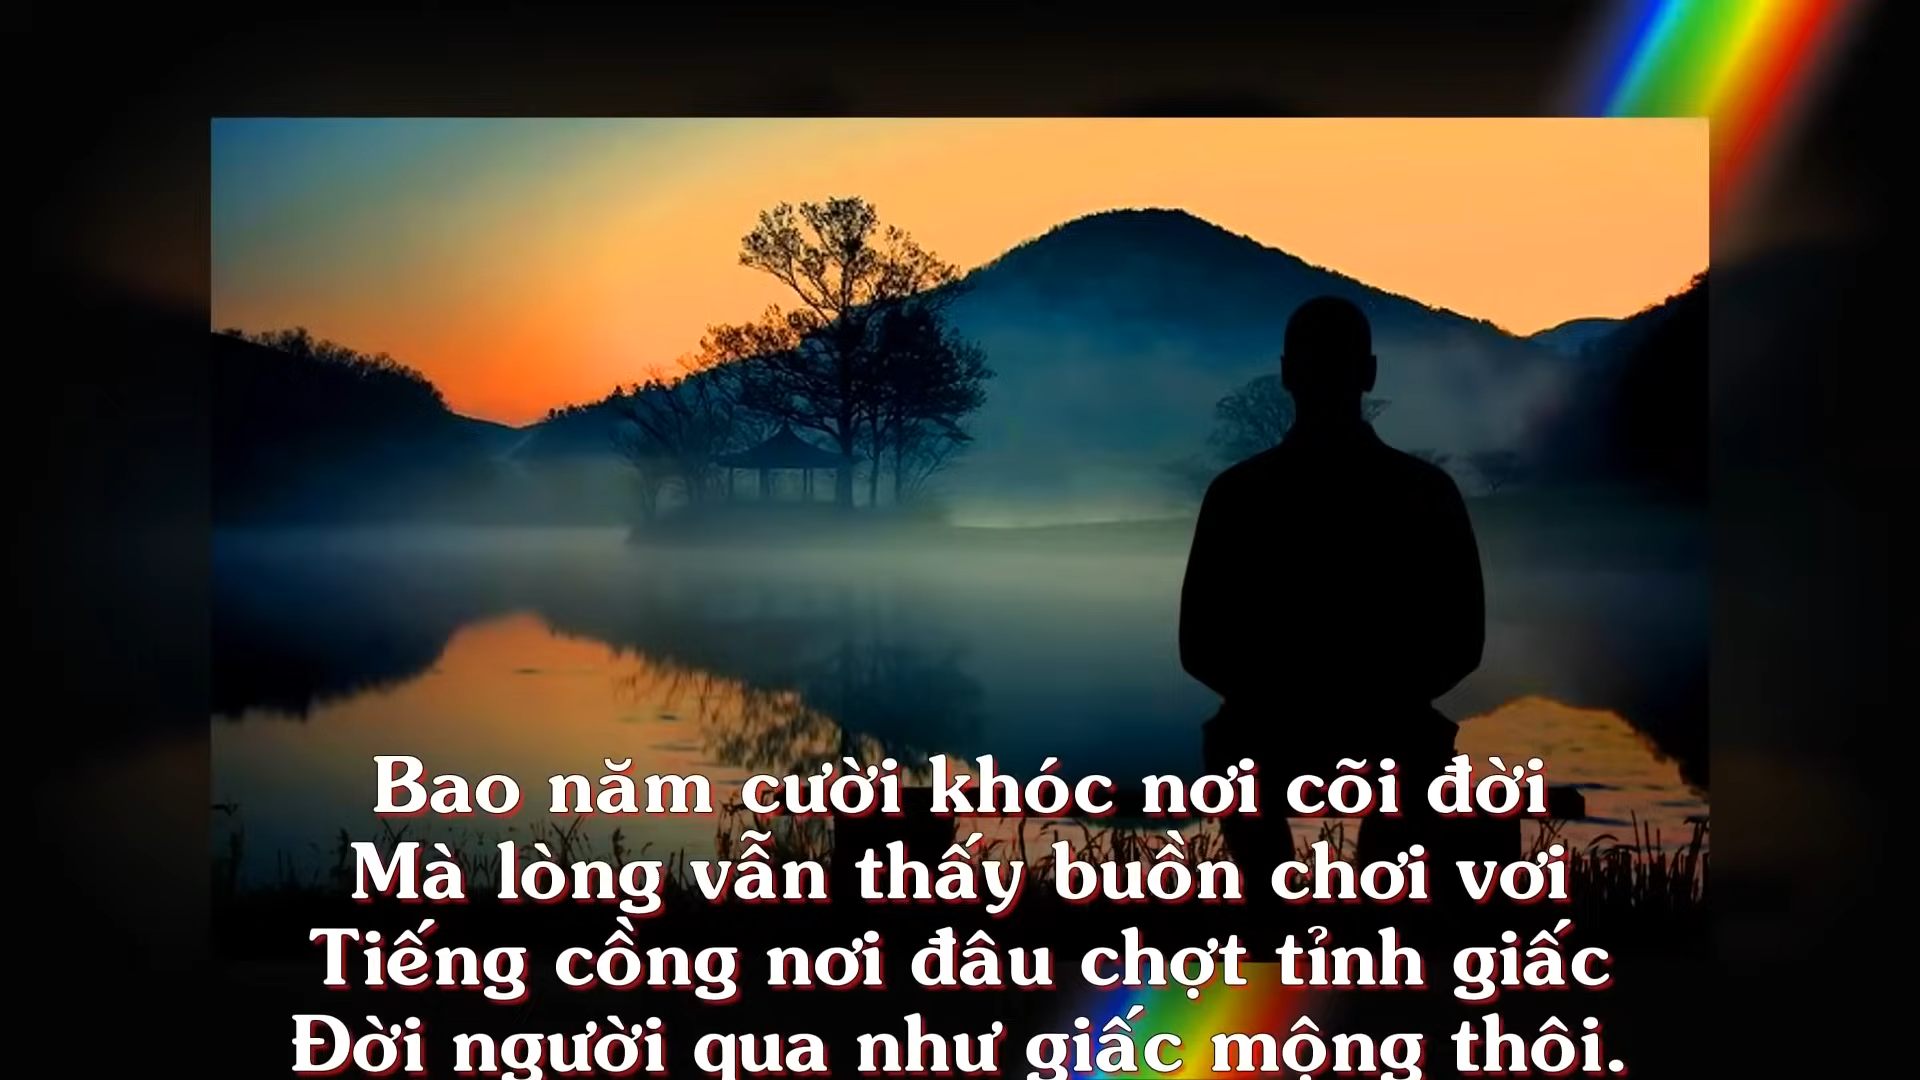 Bao năm cười khóc nơi cõi đời
Mà lòng vẫn thấy buồn chơi vơi
Tiếng cồng nơi đâu chợt tỉnh giấc
Đời người qua như giấc mộng thôi.